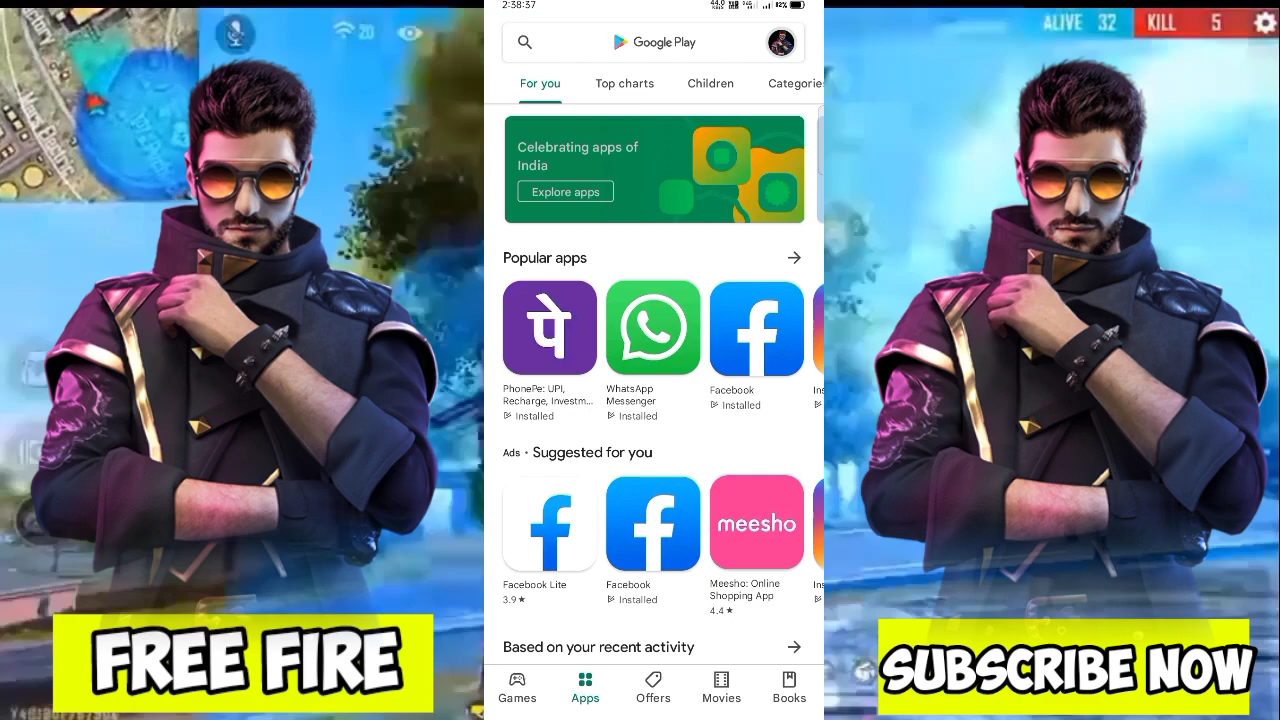 20
FREE FIRE
2:38:37
82%
Google Play
For you
Top charts
Children
Categories
Celebrating apps of
India
Explore apps
Popular apps
PhonePe: UPI,
Recharge, Investm...
Installed
WhatsApp
Messenger
Installed
Facebook
Installed
Ads • Suggested for you
Facebook Lite
3.9★
Facebook
Installed
meesho
Meesho: Online
Shopping App
4.4★
Based on your recent activity
Games
Apps
Offers
Movies
Books
ALIVE 32 KILL 5
SUBSCRIBE NOW